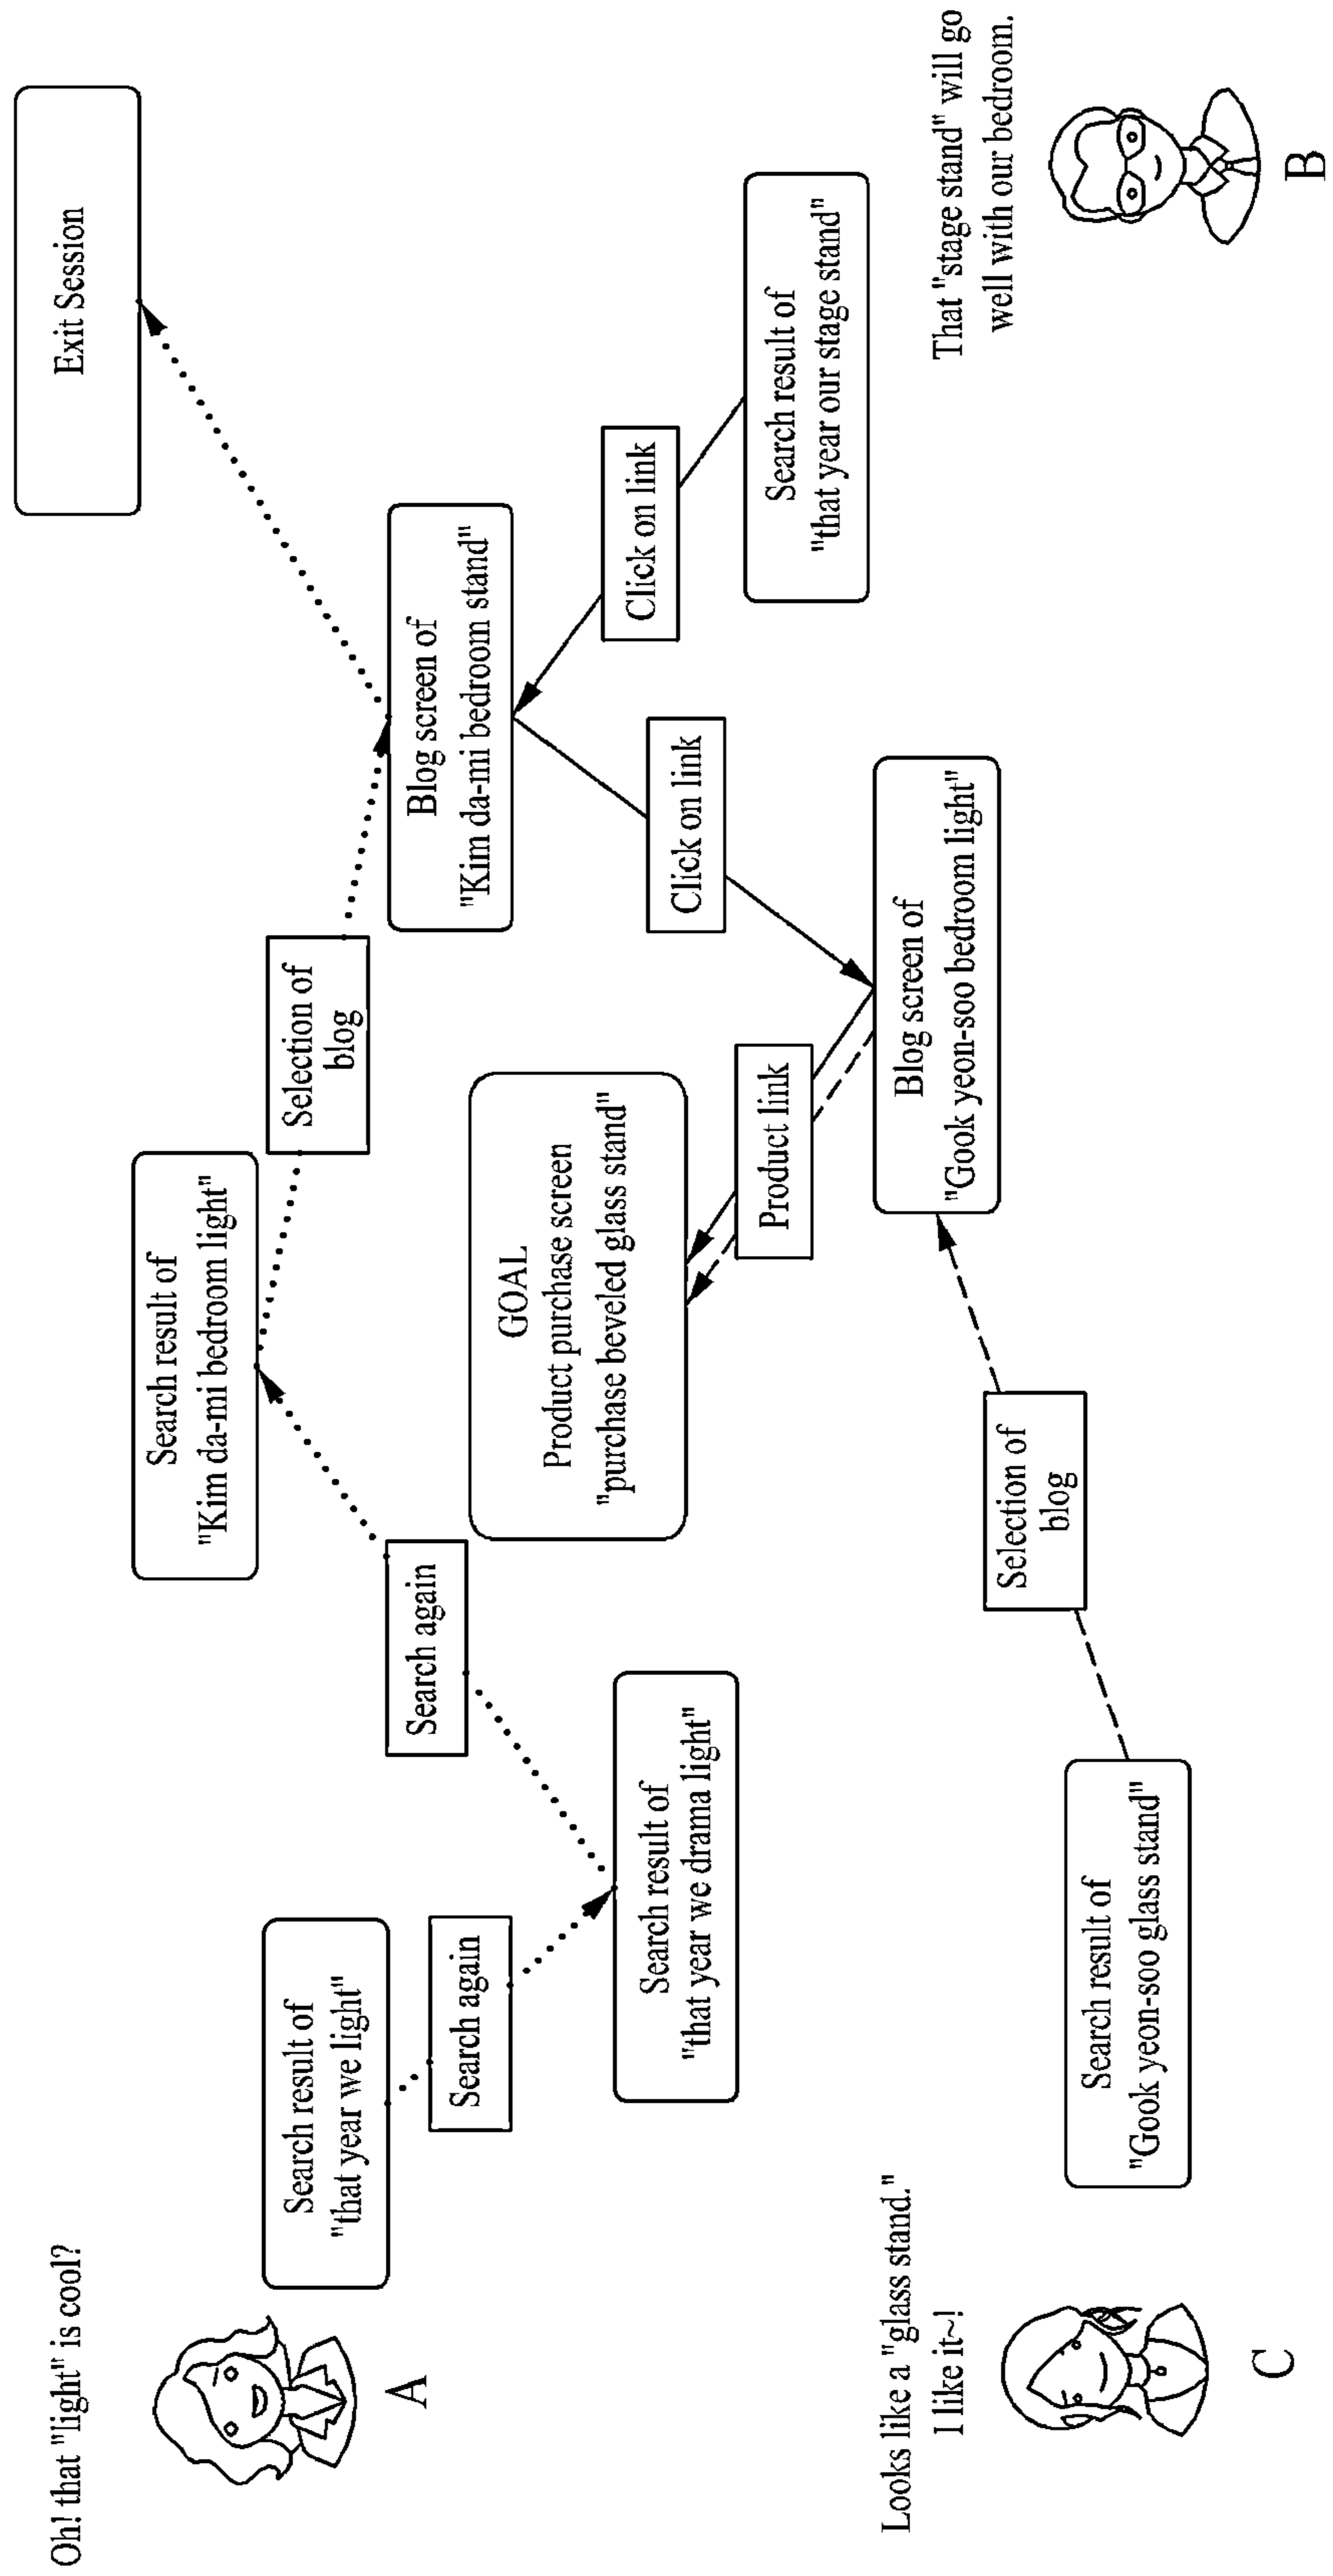 Oh! that "light" is cool?
A
Search result of
"that year we light"
Search again
Search result of
"that year we drama light"
Search again
Search result of
"Kim da-mi bedroom light"
Selection of
blog
Blog screen of
"Kim da-mi bedroom stand"
Exit Session
GOAL
Product purchase screen
"purchase beveled glass stand"
Product link
Click on link
Click on link
Search result of
"that year our stage stand"
That "stage stand" will go
well with our bedroom.
B
Blog screen of
"Gook yeon-soo bedroom light"
Selection of
blog
Search result of
"Gook yeon-soo glass stand"
Looks like a "glass stand."
I like it~!
C